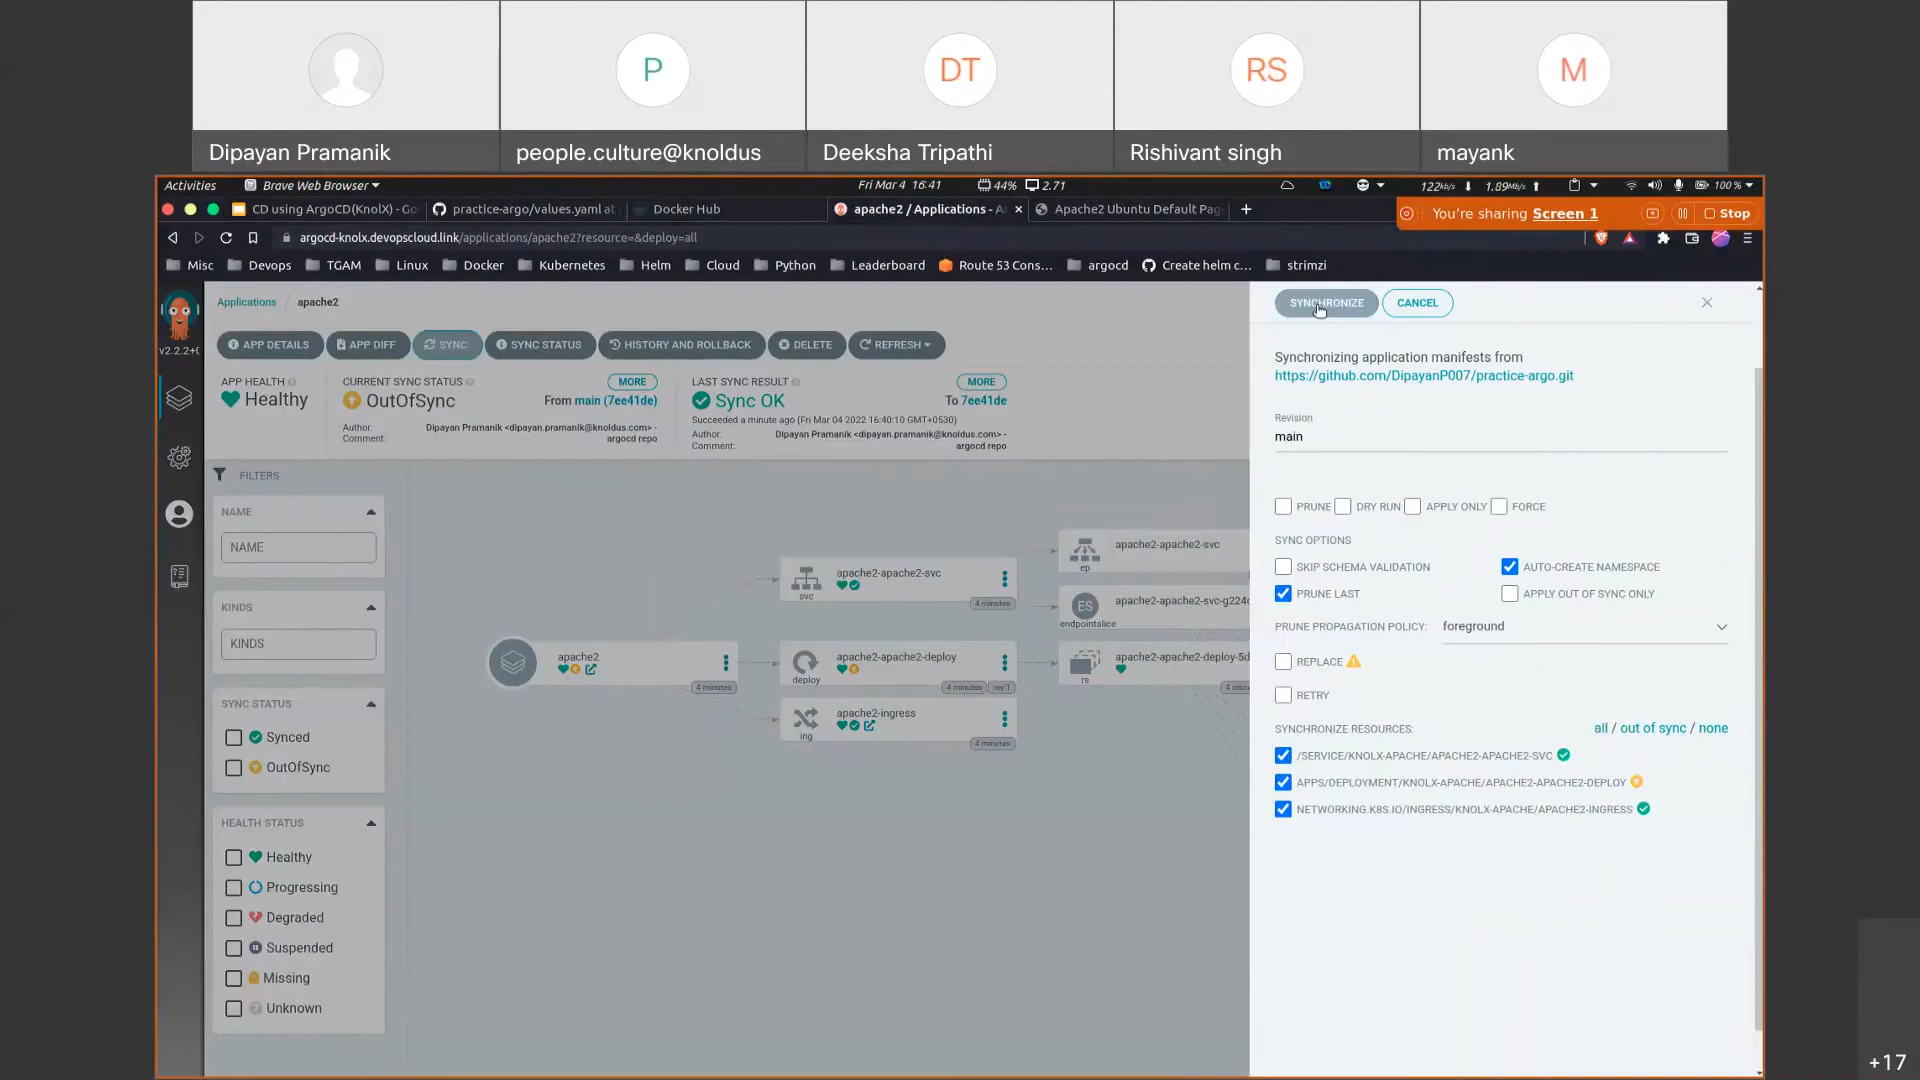 P
DT
RS
M
Dipayan Pramanik
people.culture@knoldus
Deeksha Tripathi
Rishivant singh
mayank
Activities
Brave Web Browser
Fri Mar 4 16:41
44%
2.71
122kb/s
1.89Mb/s
100 %
CD using ArgoCD(KnolX) - Go
practice-argo/values.yaml at
Docker Hub
apache2 / Applications - A
Apache2 Ubuntu Default Pag
You're sharing Screen 1
Stop
argocd-knolx.devopscloud.link/applications/apache2?resource=&deploy=all
Misc
Devops
TGAM
Linux
Docker
Kubernetes
Helm
Cloud
Python
Leaderboard
Route 53 Cons...
argocd
Create helm c...
strimzi
v2.2.2+
Applications / apache2
APP DETAILS
APP DIFF
SYNC
SYNC STATUS
HISTORY AND ROLLBACK
DELETE
REFRESH
APP HEALTH
Healthy
CURRENT SYNC STATUS
MORE
OutOfSync
From main (7ee41de)
Author: Dipayan Pramanik <dipayan.pramanik@knoldus.com> -
Comment: argocd repo
LAST SYNC RESULT
MORE
Sync OK
To 7ee41de
Succeeded a minute ago (Fri Mar 04 2022 16:40:10 GMT+0530)
Author: Dipayan Pramanik <dipayan.pramanik@knoldus.com> -
Comment: argocd repo
FILTERS
NAME
NAME
KINDS
KINDS
SYNC STATUS
Synced
OutOfSync
HEALTH STATUS
Healthy
Progressing
Degraded
Suspended
Missing
Unknown
apache2
4 minutes
apache2-apache2-svc
svc
4 minutes
apache2-apache2-deploy
deploy
4 minutes
rev:1
apache2-ingress
ing
4 minutes
apache2-apache2-svc
ep
ES
apache2-apache2-svc-g224
endpointslice
apache2-apache2-deploy-5d
rs
4 minu
SYNCHRONIZE
CANCEL
Synchronizing application manifests from
https://github.com/DipayanP007/practice-argo.git
Revision
main
PRUNE
DRY RUN
APPLY ONLY
FORCE
SYNC OPTIONS
SKIP SCHEMA VALIDATION
AUTO-CREATE NAMESPACE
PRUNE LAST
APPLY OUT OF SYNC ONLY
PRUNE PROPAGATION POLICY: foreground
REPLACE
RETRY
SYNCHRONIZE RESOURCES:
all / out of sync / none
/SERVICE/KNOLX-APACHE/APACHE2-APACHE2-SVC
APPS/DEPLOYMENT/KNOLX-APACHE/APACHE2-APACHE2-DEPLOY
NETWORKING.K8S.IO/INGRESS/KNOLX-APACHE/APACHE2-INGRESS
+17